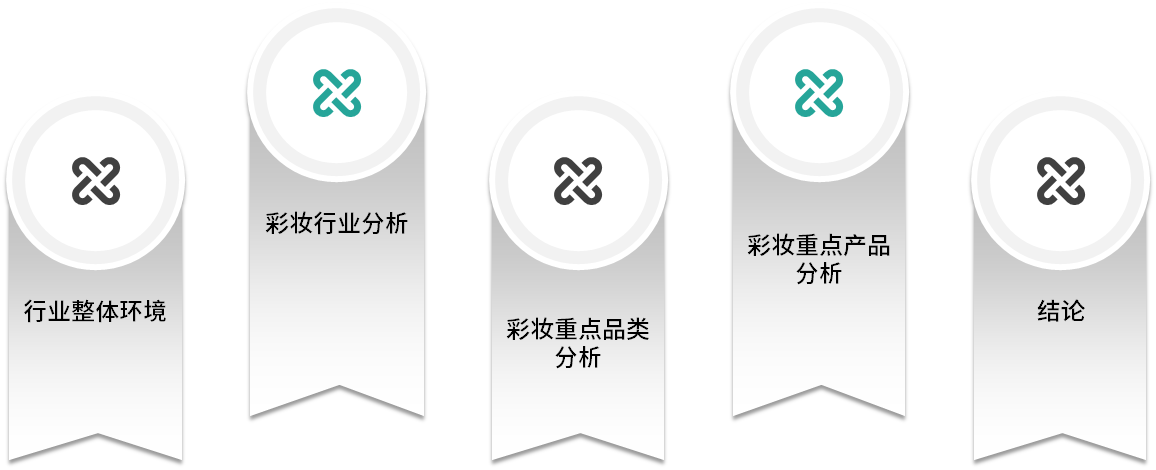 行业整体环境
彩妆行业分析
彩妆重点品类
分析
彩妆重点产品
分析
结论